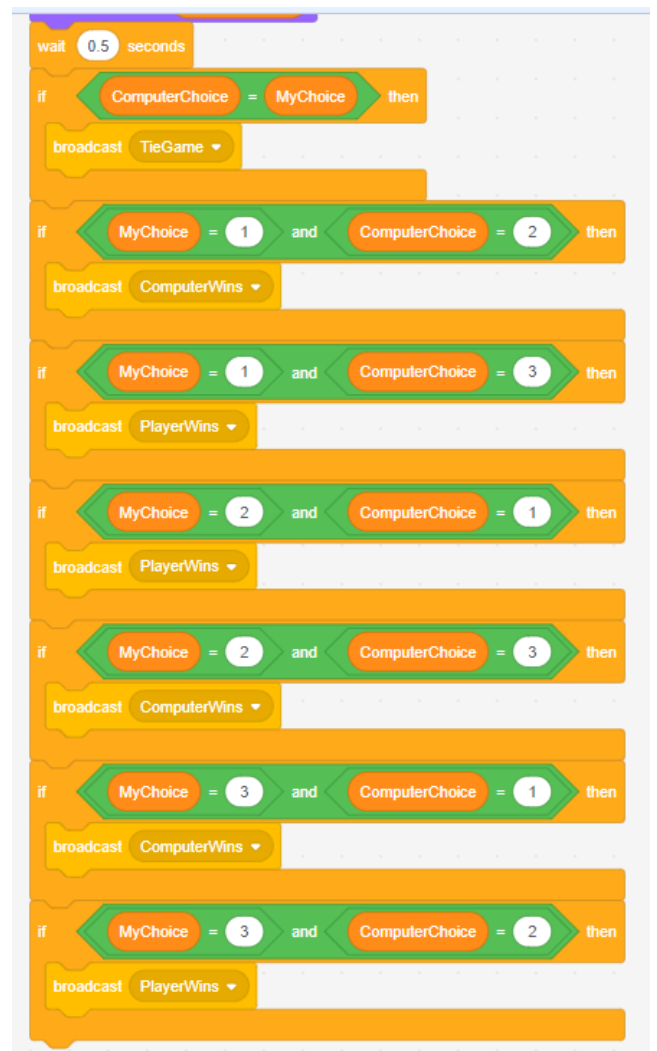 wait 0.5 seconds
if ComputerChoice = MyChoice then
broadcast TieGame
if MyChoice = 1 and ComputerChoice = 2 then
broadcast ComputerWins
if MyChoice = 1 and ComputerChoice = 3 then
broadcast PlayerWins
if MyChoice = 2 and ComputerChoice = 1 then
broadcast PlayerWins
if MyChoice = 2 and ComputerChoice = 3 then
broadcast ComputerWins
if MyChoice = 3 and ComputerChoice = 1 then
broadcast ComputerWins
if MyChoice = 3 and ComputerChoice = 2 then
broadcast PlayerWins